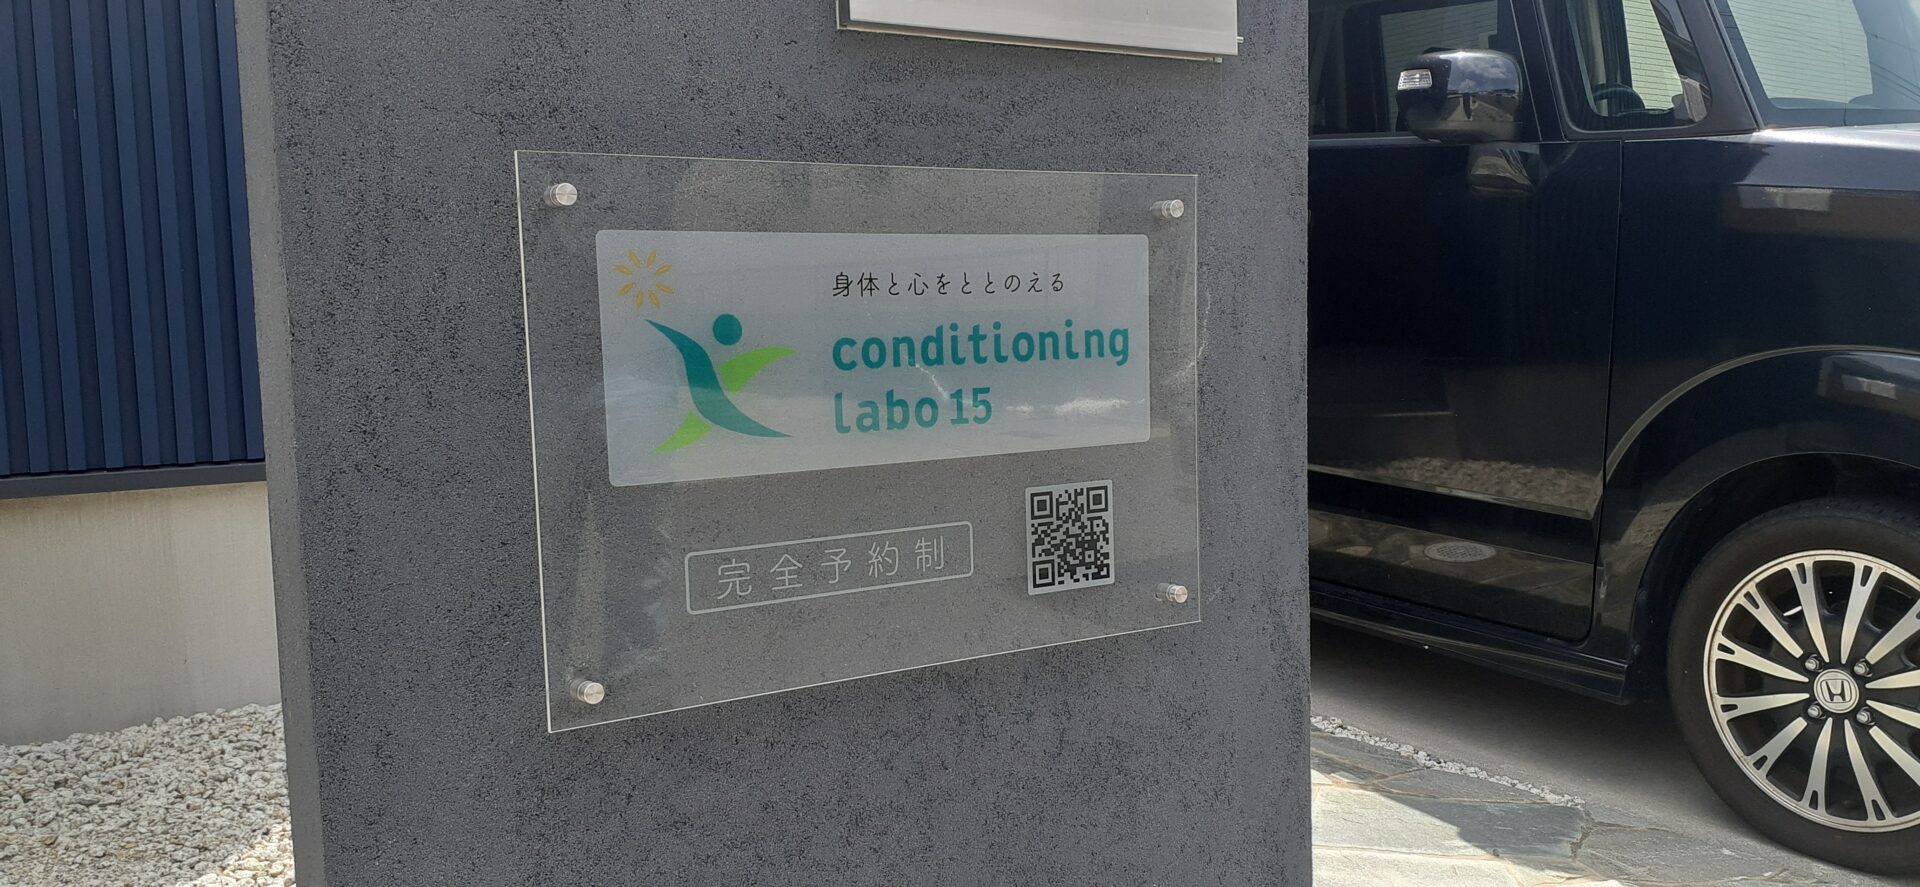 身体と心をととのえる
conditioning
labo 15
完全予約制